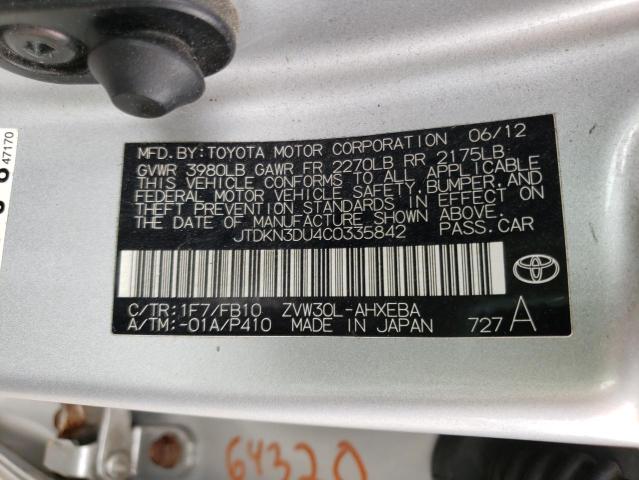 47170
MFD. BY: TOYOTA MOTOR CORPORATION 06/12
GVWR 3980LB GAWR FR 2270LB RR 2175LB
THIS VEHICLE CONFORMS TO ALL APPLICABLE
FEDERAL MOTOR VEHICLE SAFETY, BUMPER, AND
THEFT PREVENTION STANDARDS IN EFFECT ON
THE DATE OF MANUFACTURE SHOWN ABOVE.
JTDKN3DU4C0335842 PASS. CAR
C/TR: 1F7/FB10 ZVW30L-AHXEBA
A/TM: -01A/P410 MADE IN JAPAN 727 A
64320